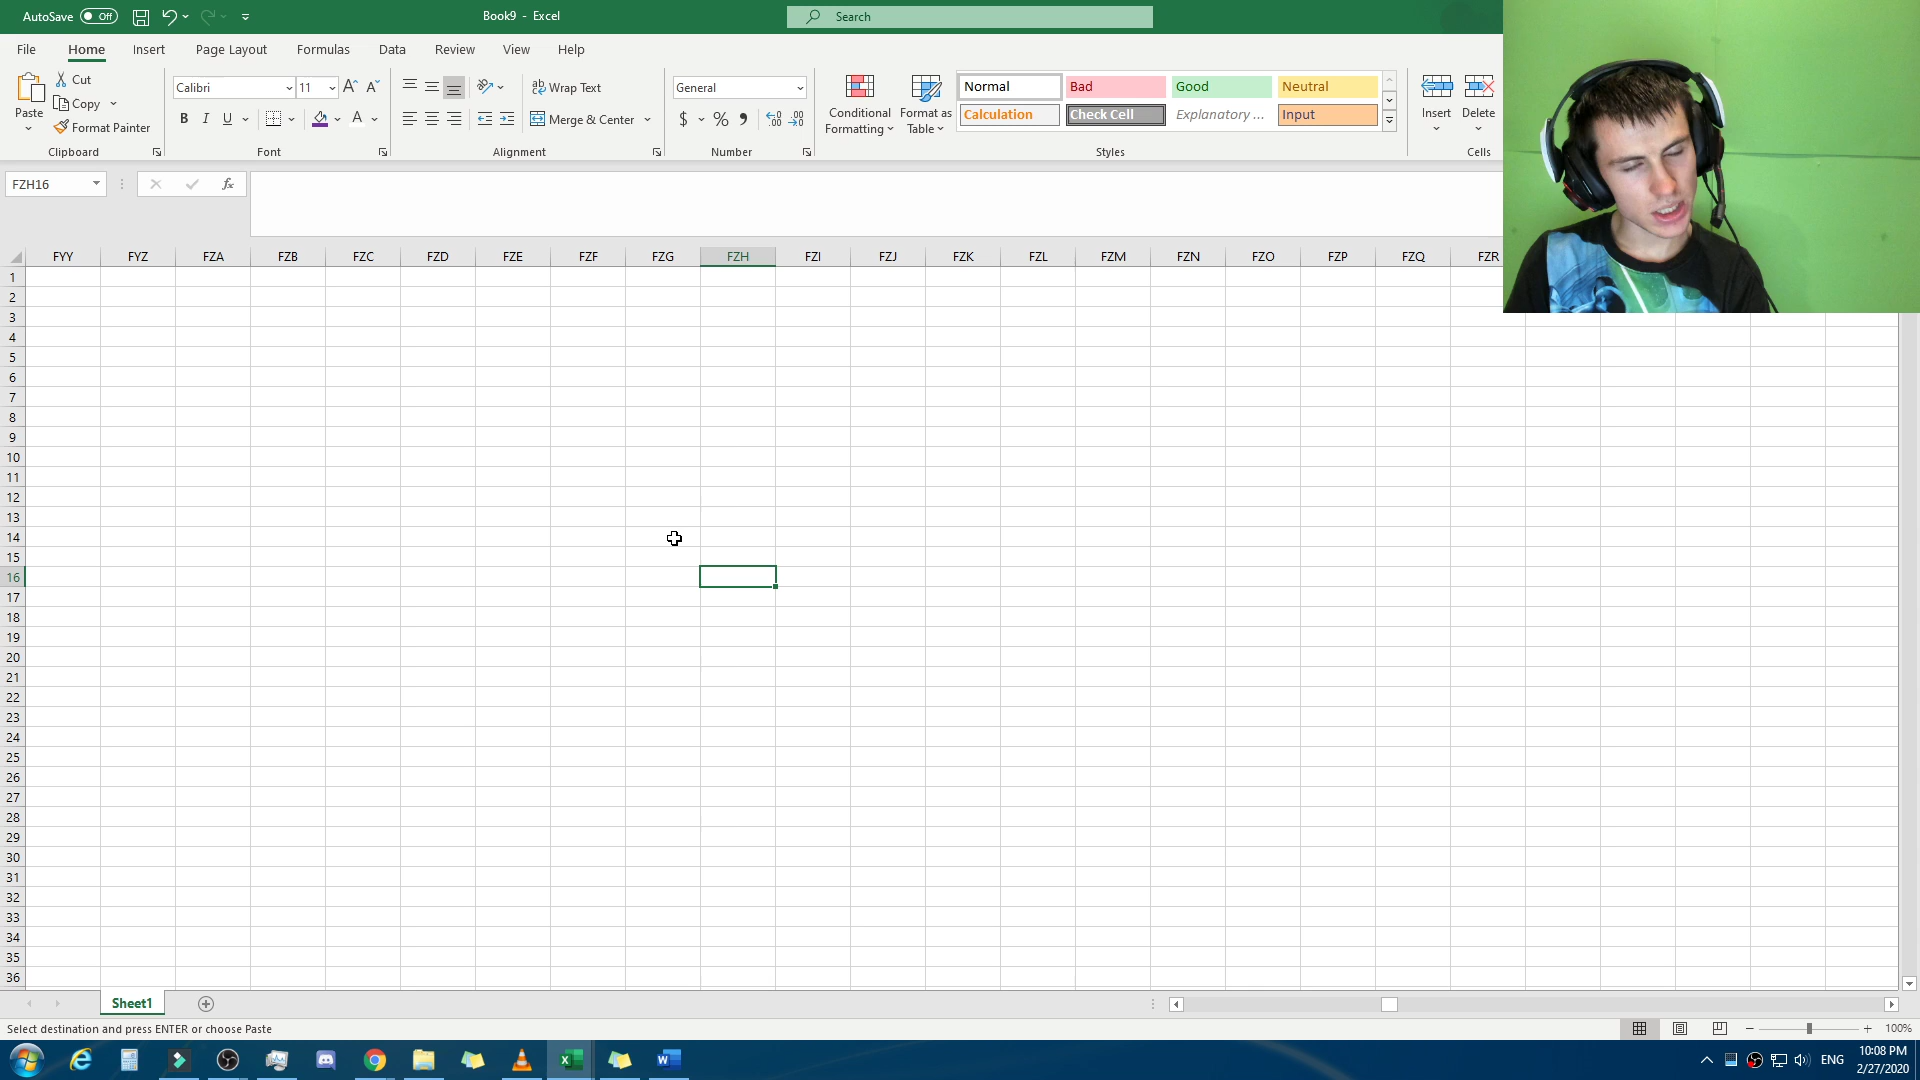 AutoSave Off
Book9 - Excel
Search
File Home Insert Page Layout Formulas Data Review View Help
Paste
Cut
Copy
Format Painter
Clipboard
Calibri 11
B I U
Font
Wrap Text
Merge & Center
Alignment
General
$ % 9
Number
Conditional Formatting
Format as Table
Normal Bad Good Neutral
Calculation Check Cell Explanatory ... Input
Styles
Insert Delete
Cells
FZH16 fx
FYY FYZ FZA FZB FZC FZD FZE FZF FZG FZH FZI FZJ FZK FZL FZM FZN FZO FZP FZQ FZR
1
2
3
4
5
6
7
8
9
10
11
12
13
14
15
16
17
18
19
20
21
22
23
24
25
26
27
28
29
30
31
32
33
34
35
36
Sheet1
Select destination and press ENTER or choose Paste
100%
ENG
10:08 PM
2/27/2020